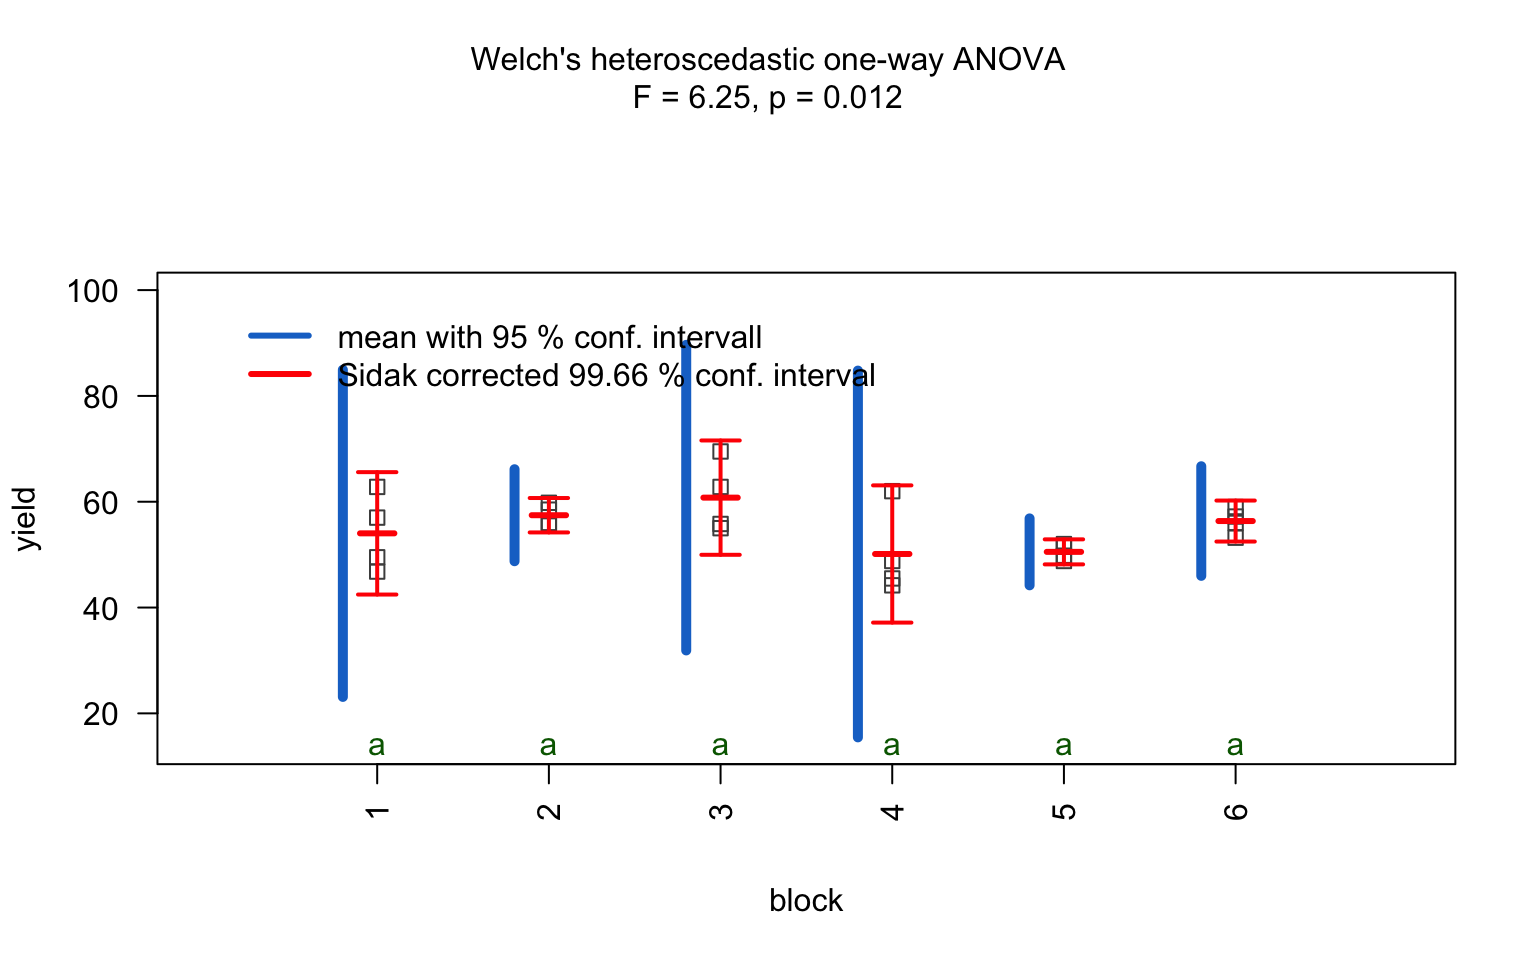 Welch's heteroscedastic one-way ANOVA
F = 6.25, p = 0.012
100
80
60
40
20
yield
mean with 95 % conf. intervall
Sidak corrected 99.66 % conf. interval
a a a a a a
1 2 3 4 5 6
block